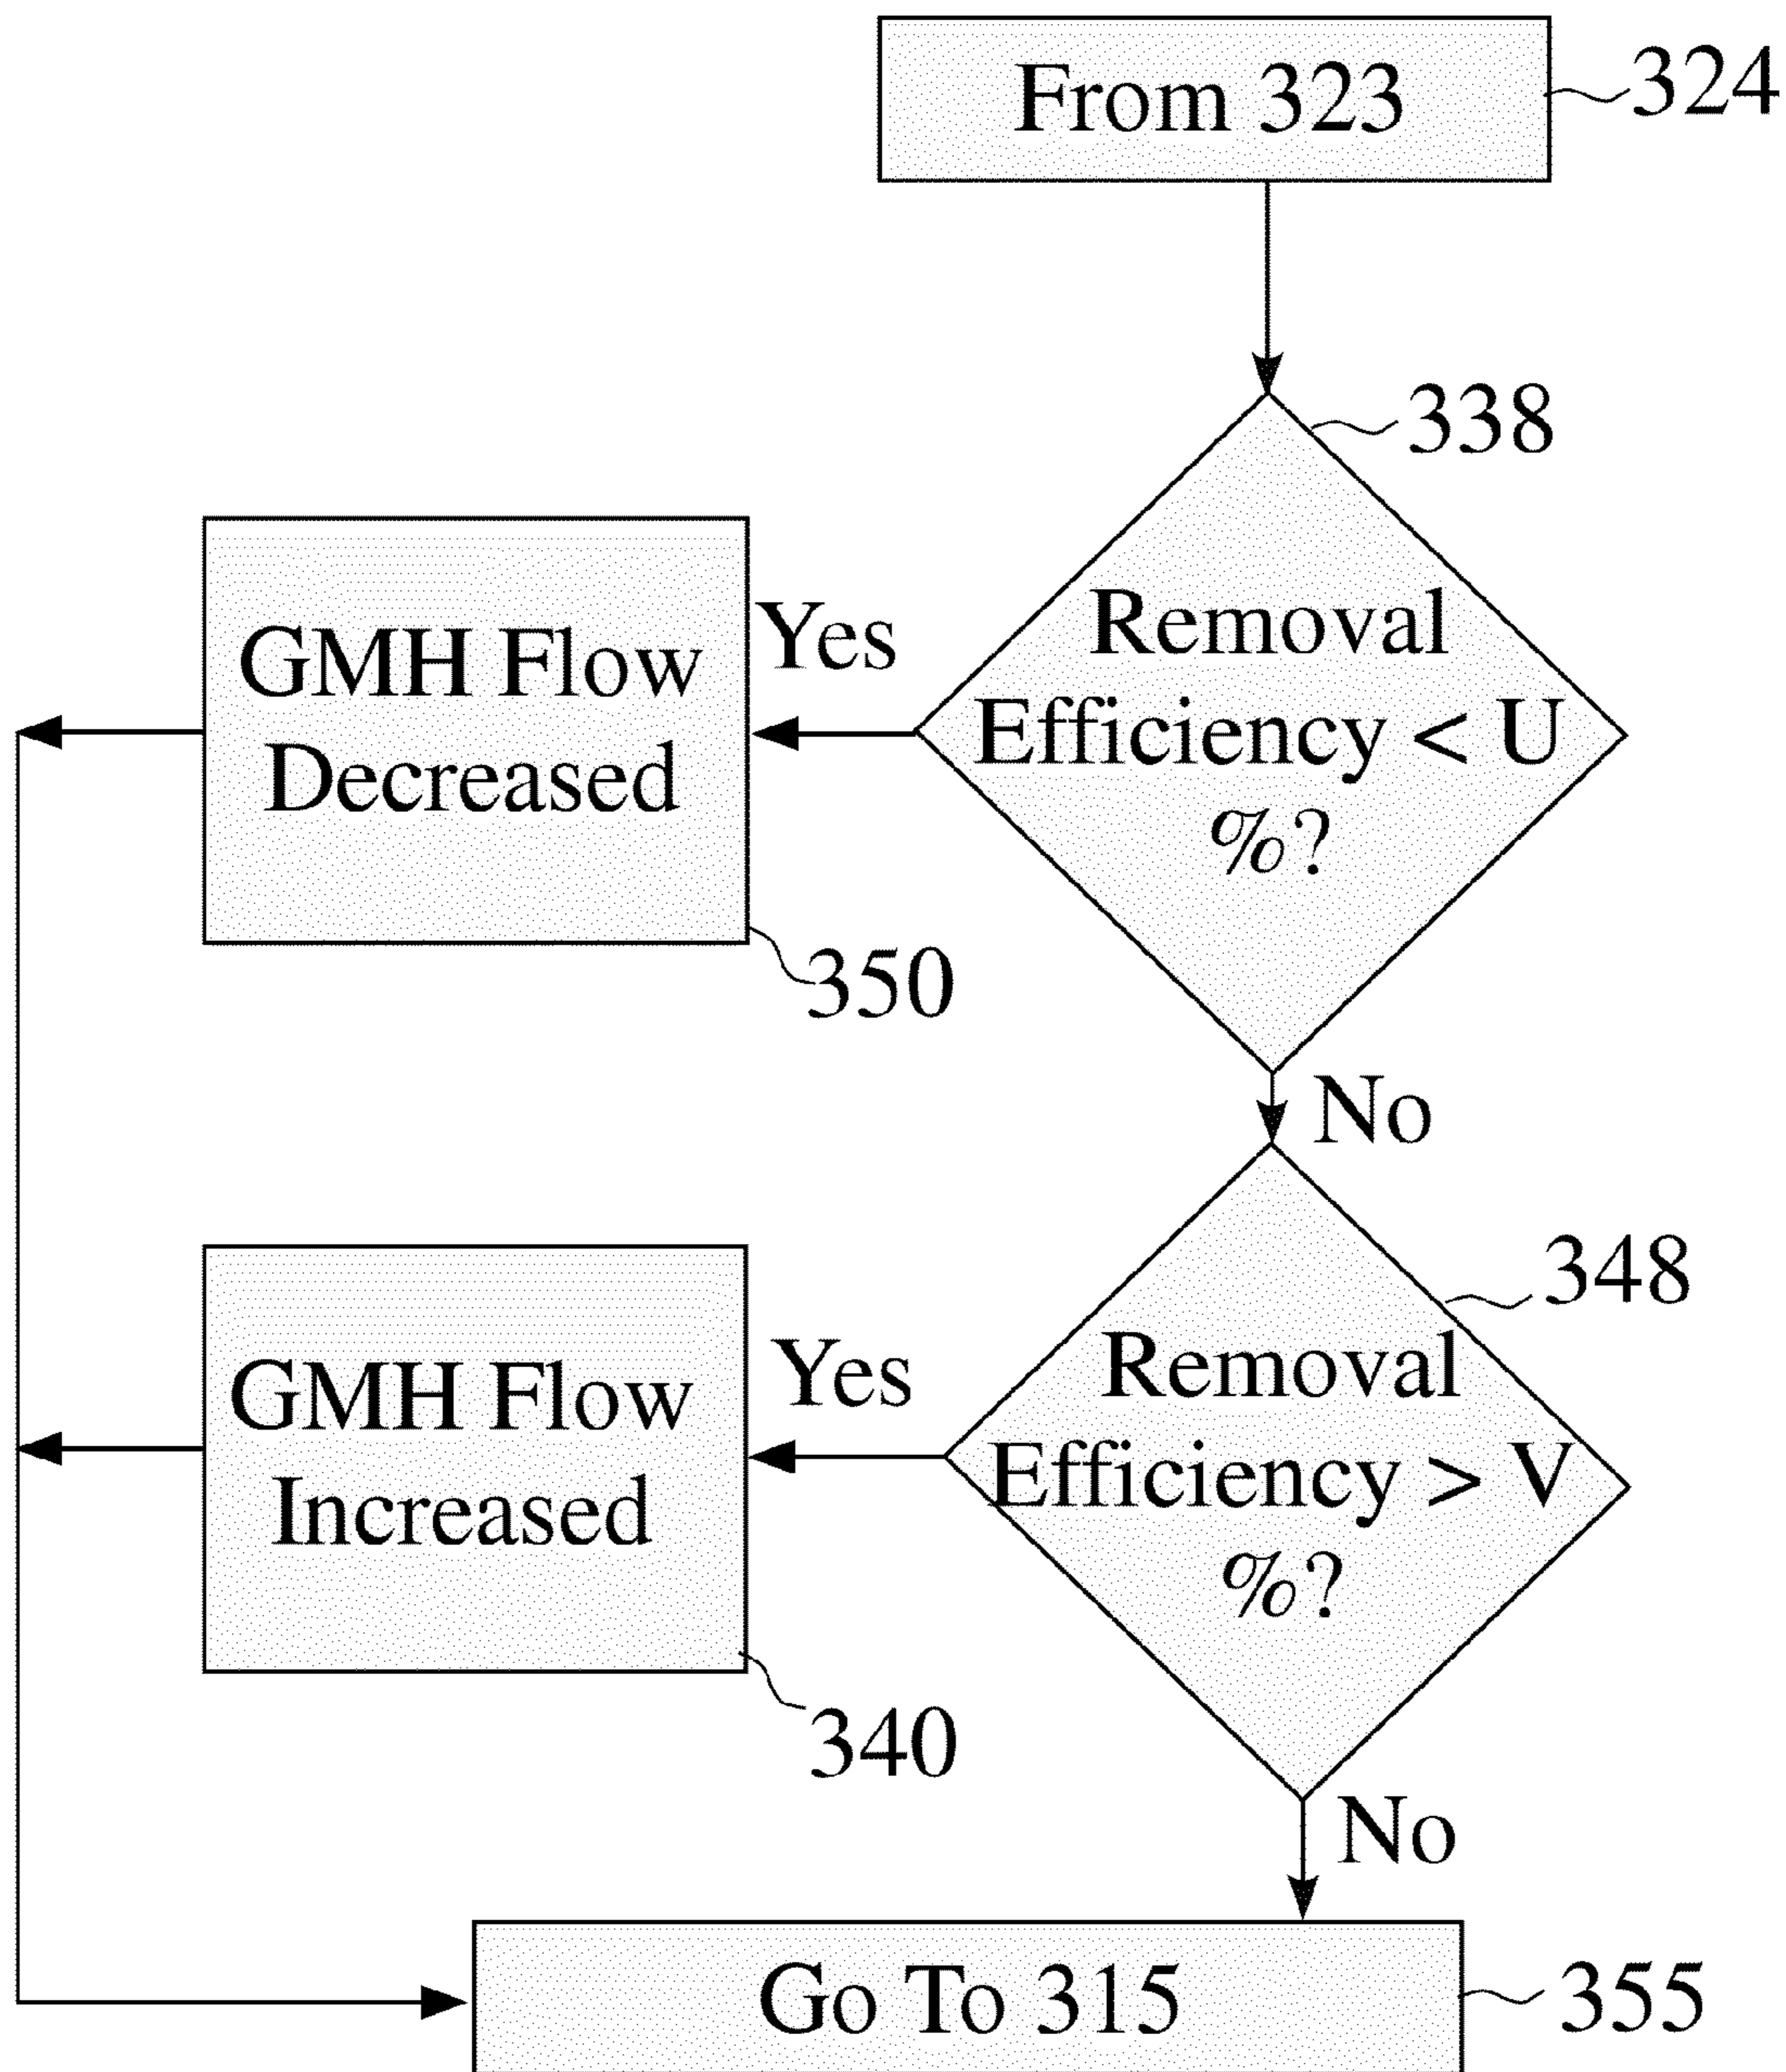 From 323
324
338
Removal
Efficiency < U
%?
Yes
GMH Flow
Decreased
350
No
348
Removal
Efficiency > V
%?
Yes
GMH Flow
Increased
340
No
Go To 315
355